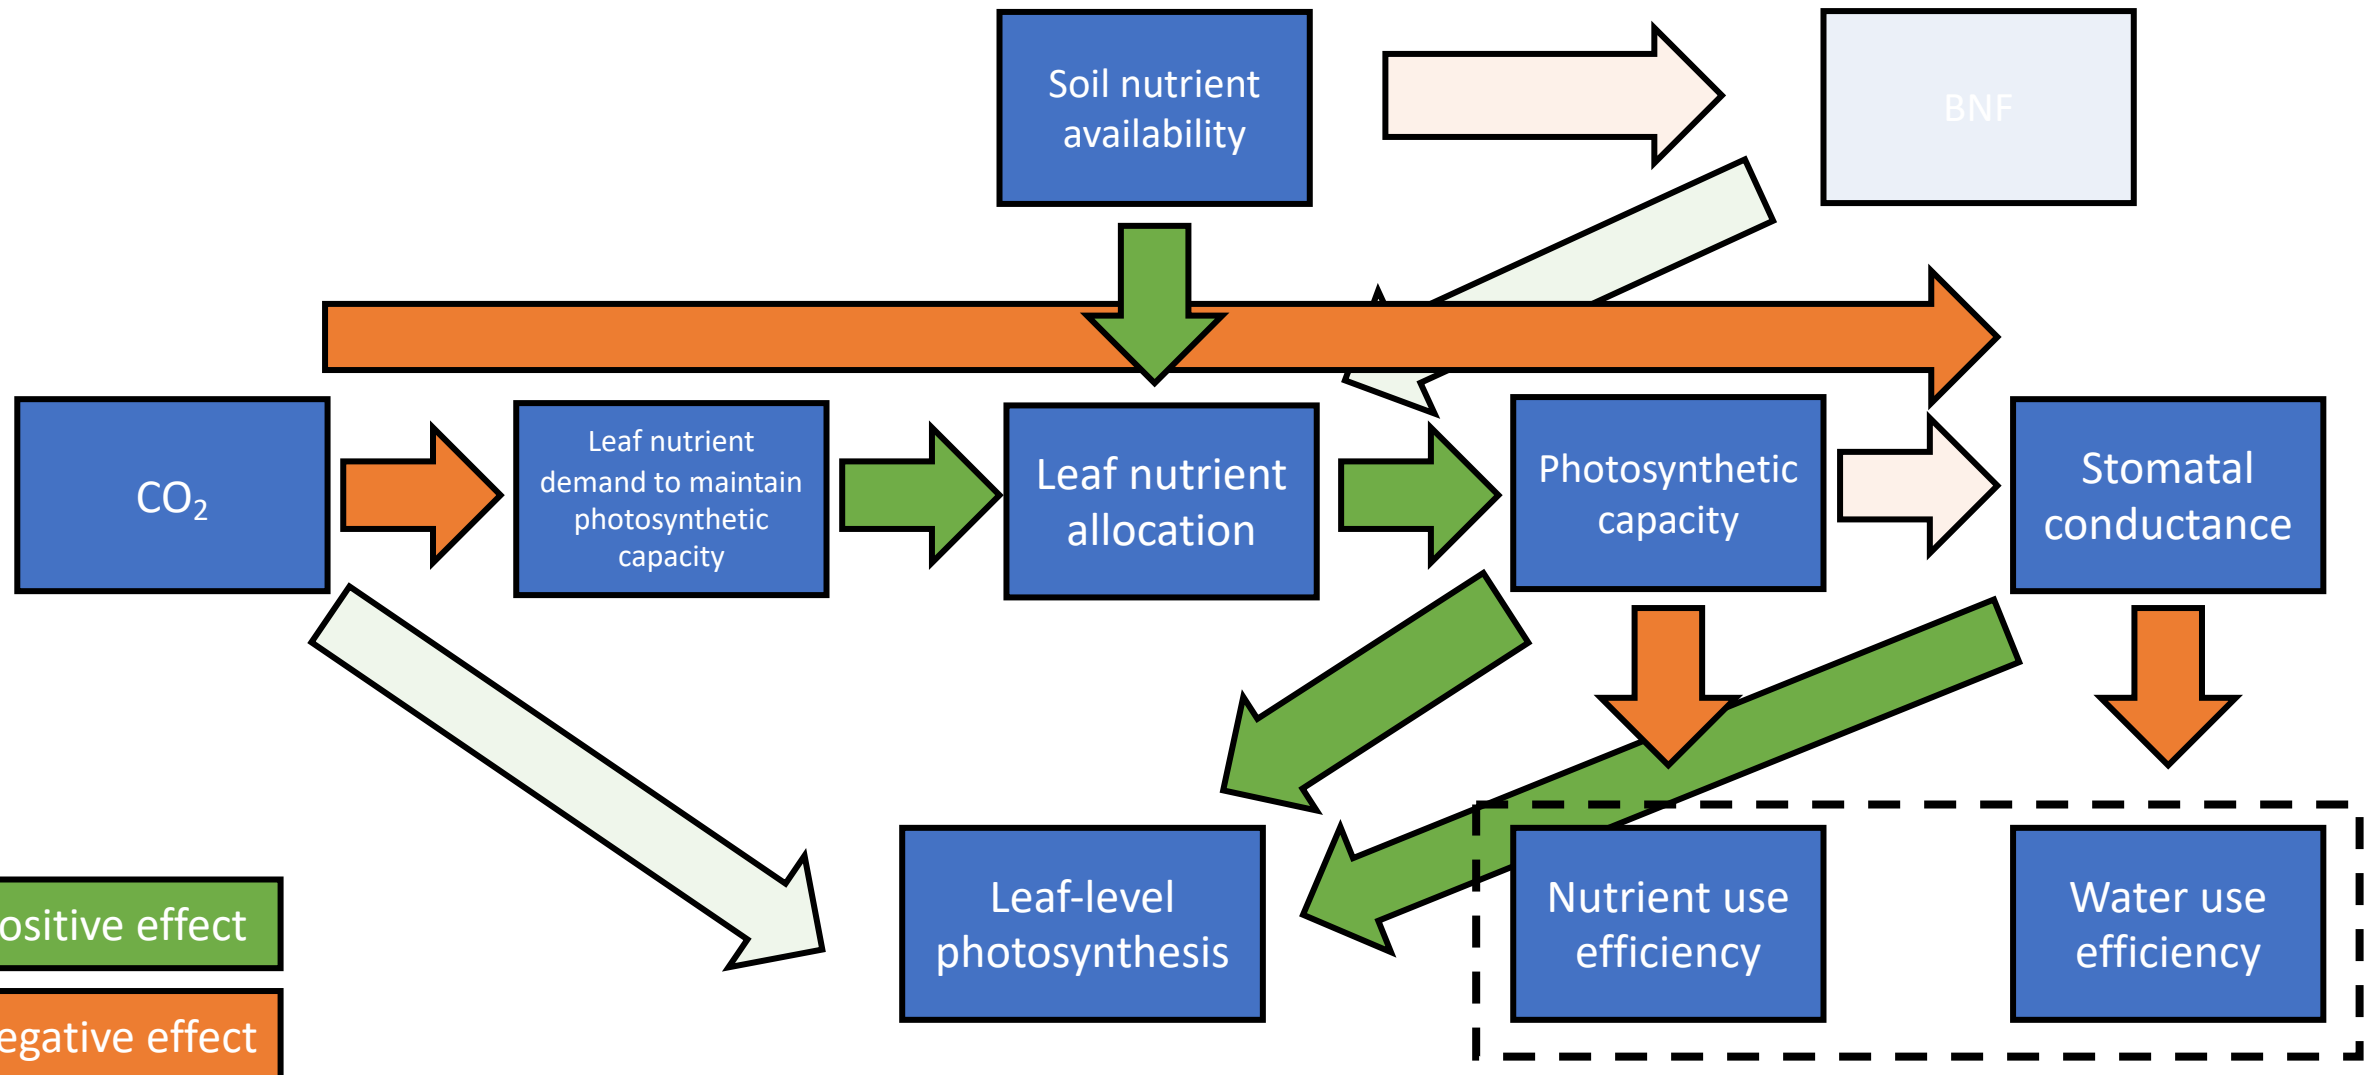 Soil nutrient
availability
BNF
CO₂
Leaf nutrient
demand to maintain
photosynthetic
capacity
Leaf nutrient
allocation
Photosynthetic
capacity
Stomatal
conductance
Leaf-level
photosynthesis
Nutrient use
efficiency
Water use
efficiency
ositive effect
egative effect